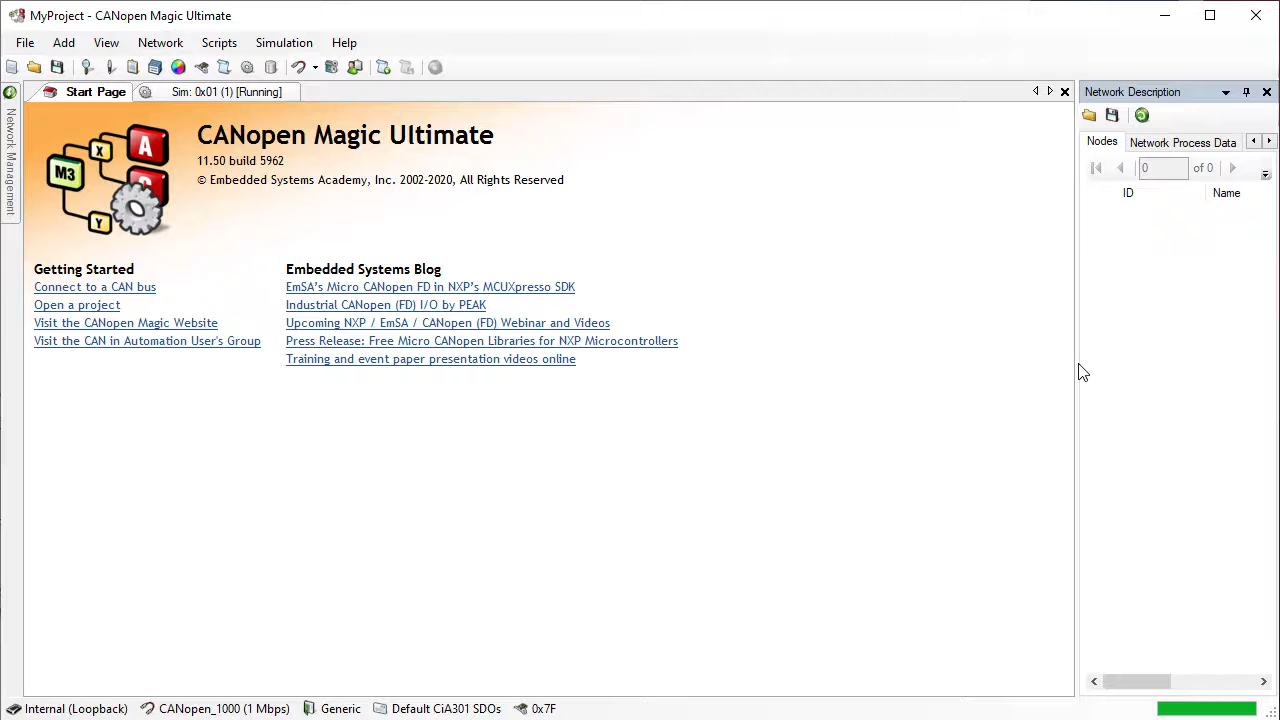 MyProject - CANopen Magic Ultimate
File Add View Network Scripts Simulation Help
Start Page
Sim: 0x01 (1) [Running]
Network Description
Network Management
Nodes
Network Process Data
0 of 0
ID Name
M3 X A Y
CANopen Magic Ultimate
11.50 build 5962
© Embedded Systems Academy, Inc. 2002-2020, All Rights Reserved
Getting Started
Connect to a CAN bus
Open a project
Visit the CANopen Magic Website
Visit the CAN in Automation User's Group
Embedded Systems Blog
EmSA's Micro CANopen FD in NXP's MCUXpresso SDK
Industrial CANopen (FD) I/O by PEAK
Upcoming NXP / EmSA / CANopen (FD) Webinar and Videos
Press Release: Free Micro CANopen Libraries for NXP Microcontrollers
Training and event paper presentation videos online
Internal (Loopback) CANopen_1000 (1 Mbps) Generic Default CiA301 SDOs 0x7F